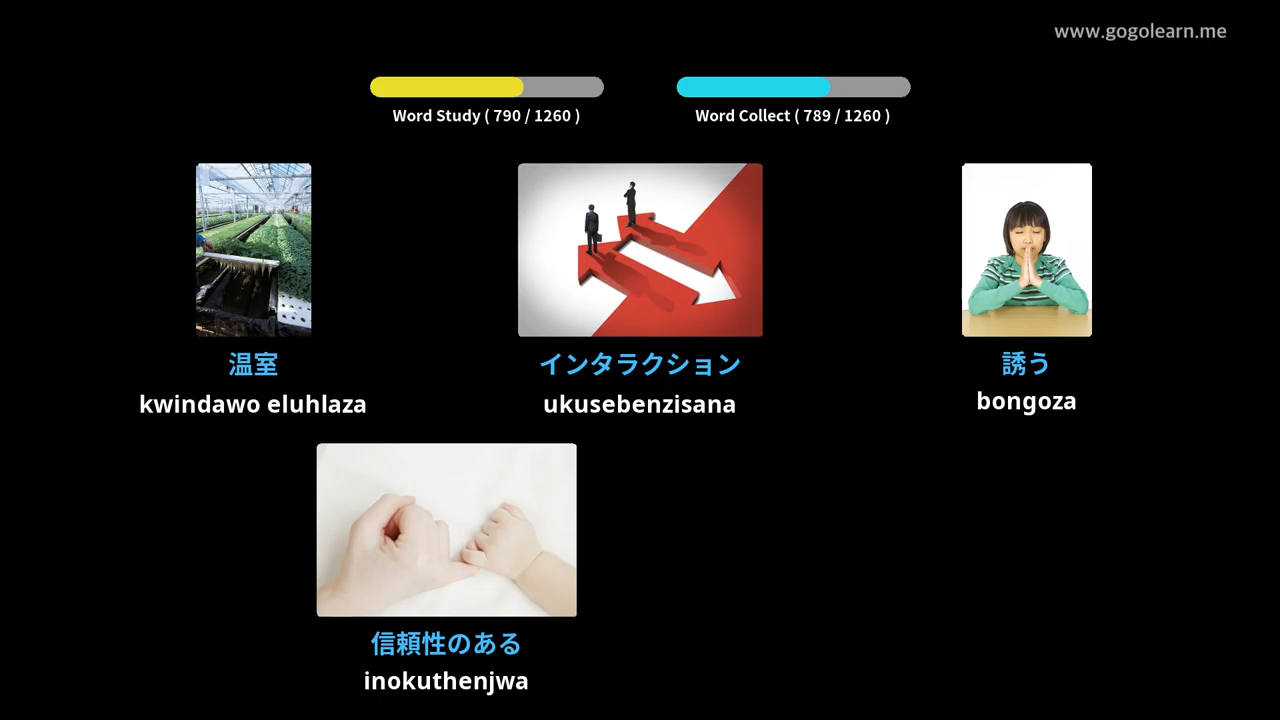 www.gogolearn.me
Word Study ( 790 / 1260 )
Word Collect ( 789 / 1260 )
温室
インタラクション
誘う
kwindawo eluhlaza
ukusebenzisana
bongoza
信頼性のある
inokuthenjwa